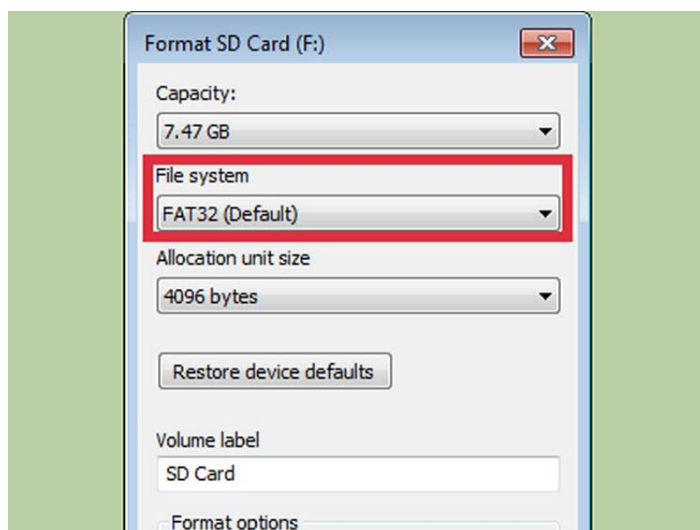 Format SD Card (F:)
Capacity:
7.47 GB
File system
FAT32 (Default)
Allocation unit size
4096 bytes
Restore device defaults
Volume label
SD Card
Format options